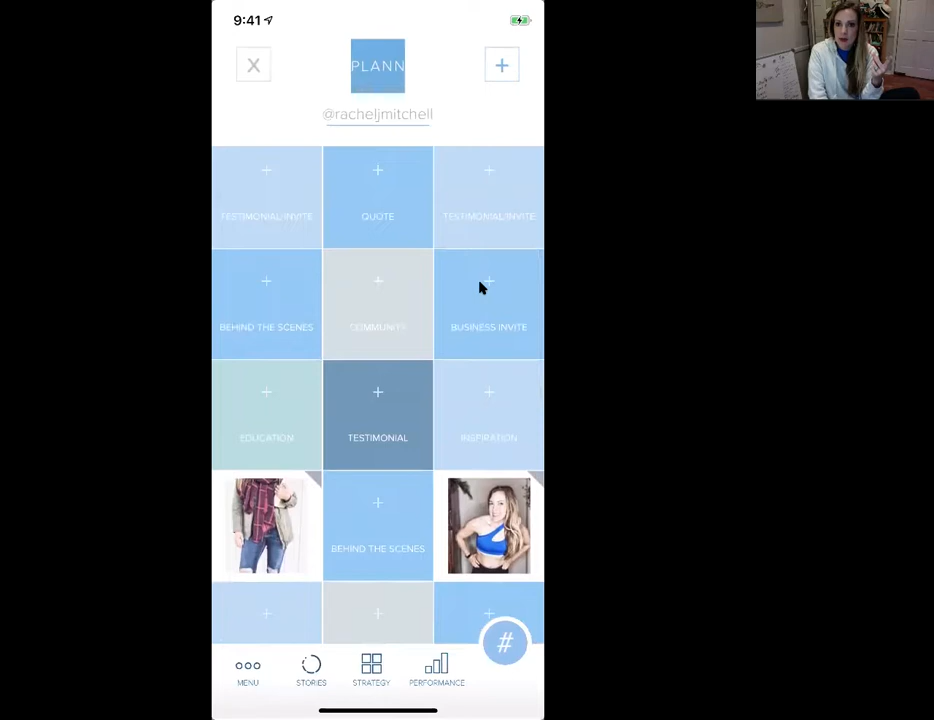 9:41
X
PLANN
+
@racheljmitchell
+ + +
TESTIMONIAL/INVITE QUOTE TESTIMONIAL/INVITE
+ + +
BEHIND THE SCENES COMMUNITY BUSINESS INVITE
+ + +
EDUCATION TESTIMONIAL INSPIRATION
+
BEHIND THE SCENES
+ + +
#
MENU STORIES STRATEGY PERFORMANCE